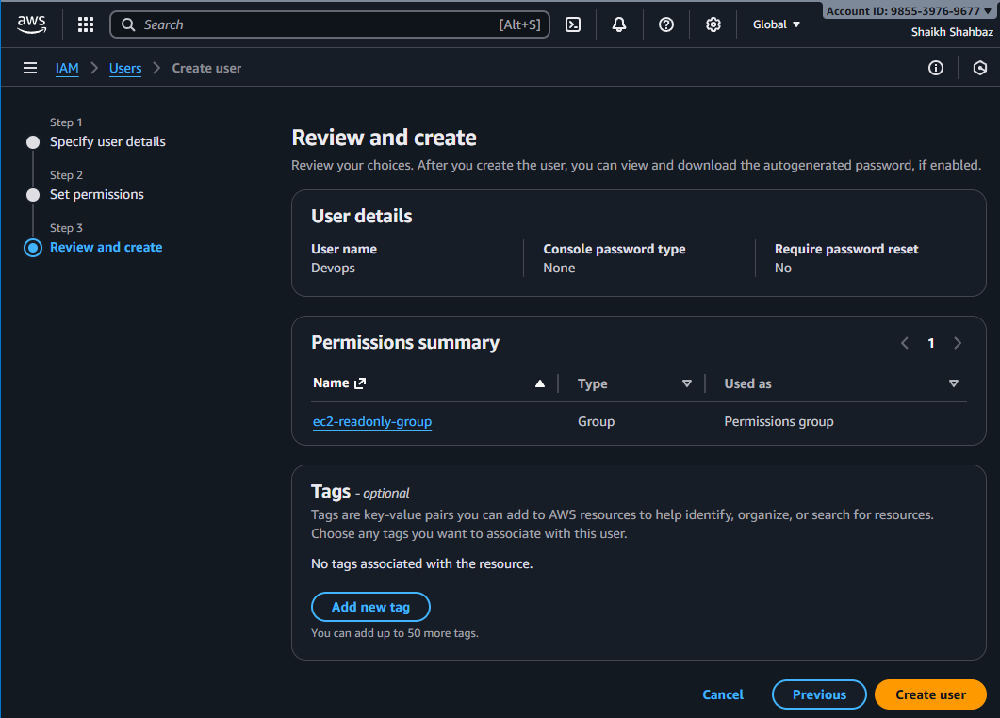 aws
Search [Alt+S]
Global
Account ID: 9855-3976-9677
Shaikh Shahbaz
IAM Users Create user
Step 1
Specify user details
Step 2
Set permissions
Step 3
Review and create
Review and create
Review your choices. After you create the user, you can view and download the autogenerated password, if enabled.
User details
User name Console password type Require password reset
Devops None No
Permissions summary
1
Name Type Used as
ec2-readonly-group Group Permissions group
Tags - optional
Tags are key-value pairs you can add to AWS resources to help identify, organize, or search for resources.
Choose any tags you want to associate with this user.
No tags associated with the resource.
Add new tag
You can add up to 50 more tags.
Cancel Previous Create user